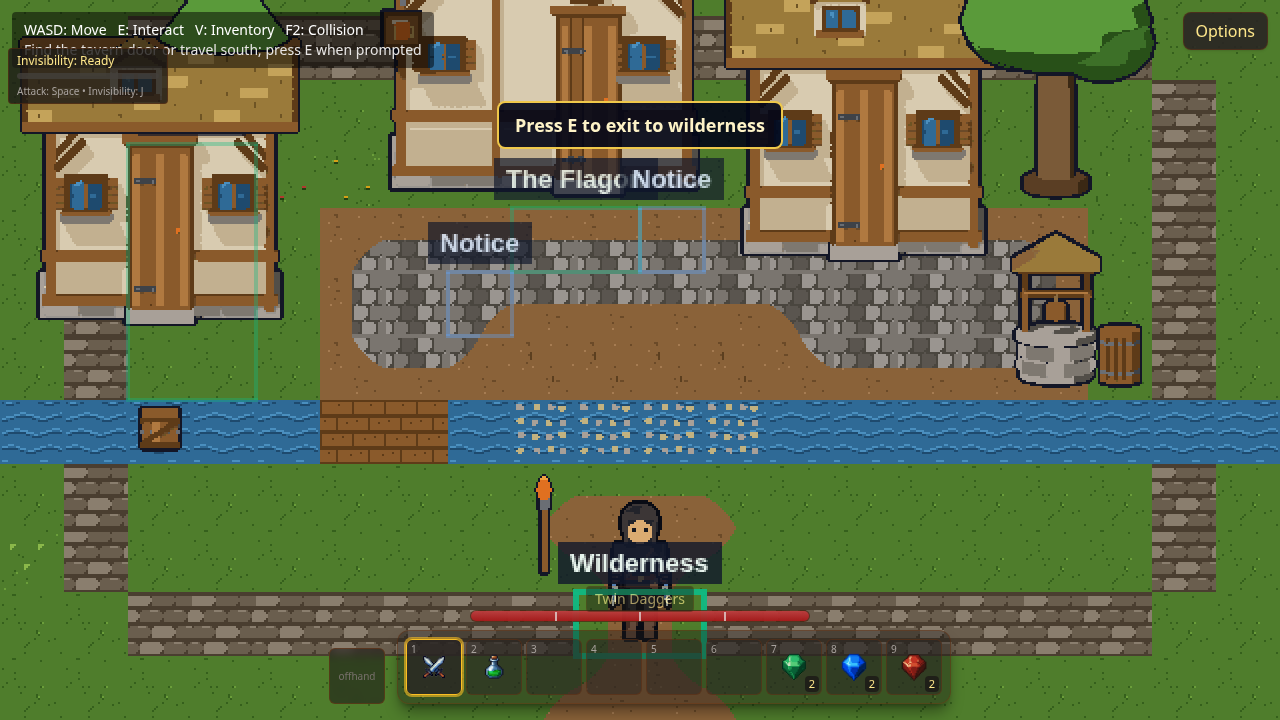 WASD: Move E: Interact V: Inventory F2: Collision
Find the tavern door or travel south; press E when prompted
Invisibility: Ready
Attack: Space • Invisibility: J
Options
Press E to exit to wilderness
The Flago
Notice
Notice
Wilderness
Twin Daggers
offhand
1
2
3
4
5
6
7
8
9
2
2
2